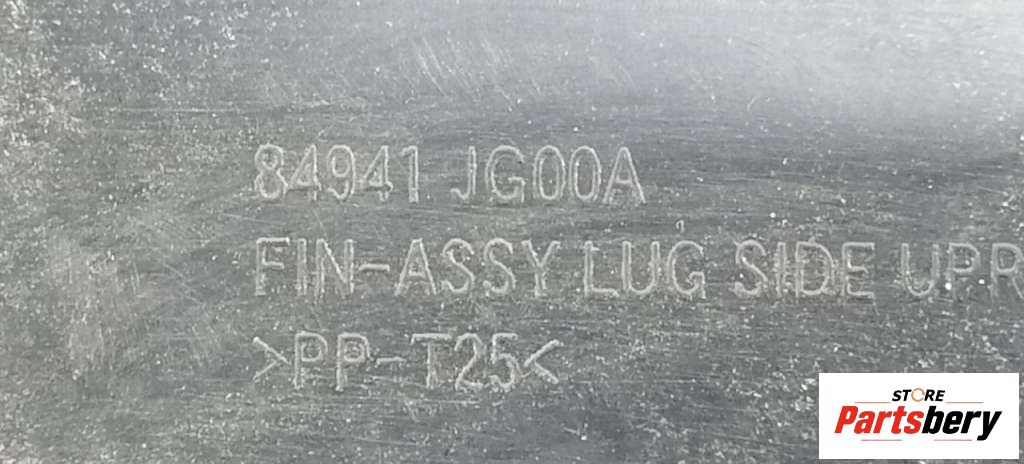 84941 JG00A
FIN-ASSY LUG SIDE UPR
>PP-T25<
STORE
Partsbery